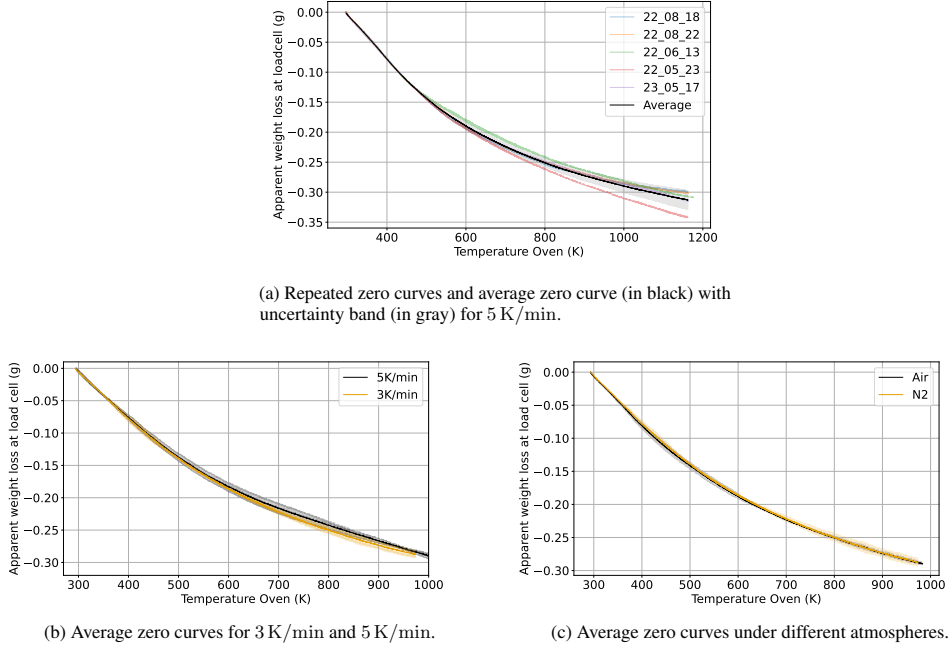 0.00
−0.05
−0.10
−0.15
−0.20
−0.25
−0.30
−0.35
Apparent weight loss at loadcell (g)
22_08_18
22_08_22
22_06_13
22_05_23
23_05_17
Average
400 600 800 1000 1200
Temperature Oven (K)
(a) Repeated zero curves and average zero curve (in black) with
uncertainty band (in gray) for 5 K/min.
0.00
−0.05
−0.10
−0.15
−0.20
−0.25
−0.30
Apparent weight loss at load cell (g)
5K/min
3K/min
300 400 500 600 700 800 900 1000
Temperature Oven (K)
(b) Average zero curves for 3 K/min and 5 K/min.
0.00
−0.05
−0.10
−0.15
−0.20
−0.25
−0.30
Apparent weight loss at load cell (g)
Air
N2
300 400 500 600 700 800 900 1000
Temperature Oven (K)
(c) Average zero curves under different atmospheres.